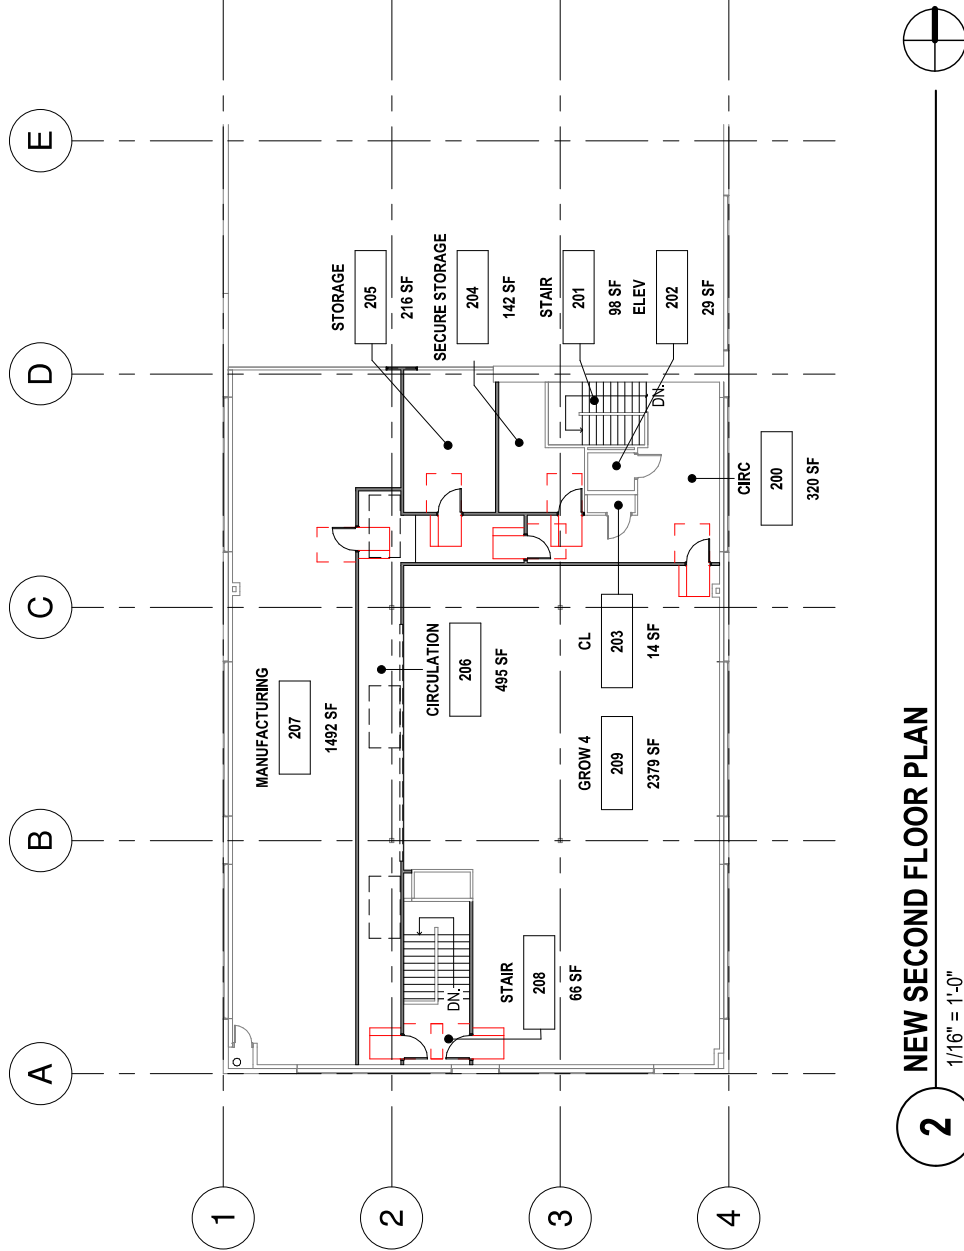 E
D
C
B
A
1
2
3
4
STORAGE
205
216 SF
SECURE STORAGE
204
142 SF
STAIR
201
98 SF
ELEV
202
29 SF
DN.
CIRC
200
320 SF
MANUFACTURING
207
1492 SF
CIRCULATION
206
495 SF
CL
203
14 SF
GROW 4
209
2379 SF
STAIR
208
66 SF
DN.
2
NEW SECOND FLOOR PLAN
1/16" = 1'-0"